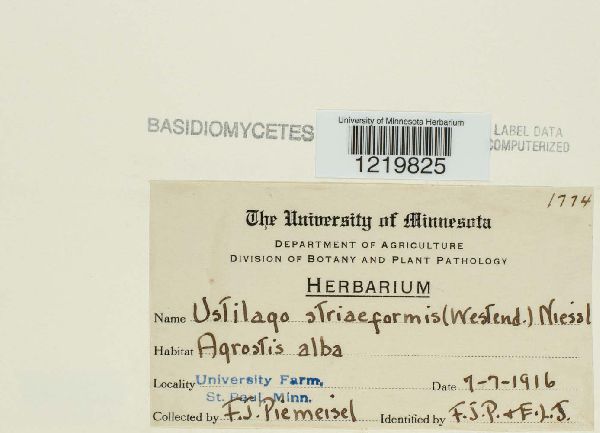 BASIDIOMYCETES
University of Minnesota Herbarium
1219825
LABEL DATA
COMPUTERIZED
1774
The University of Minnesota
DEPARTMENT OF AGRICULTURE
DIVISION OF BOTANY AND PLANT PATHOLOGY
HERBARIUM
Name Ustilago striaeformis (Westend.) Niessl
Habitat Agrostis alba
Locality University Farm, Date 7-7-1916
St. Paul, Minn.
Collected by F.J. Piemeisel Identified by F.J.P. & E.L.J.